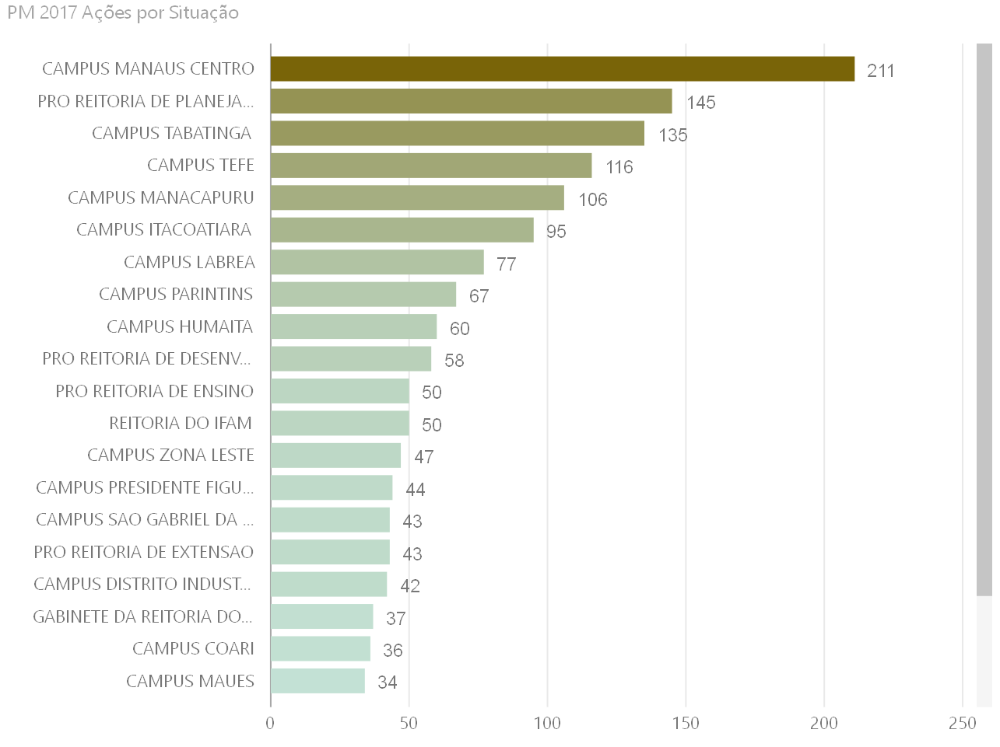 PM 2017 Ações por Situação
CAMPUS MANAUS CENTRO 211
PRO REITORIA DE PLANEJA... 145
CAMPUS TABATINGA 135
CAMPUS TEFE 116
CAMPUS MANACAPURU 106
CAMPUS ITACOATIARA 95
CAMPUS LABREA 77
CAMPUS PARINTINS 67
CAMPUS HUMAITA 60
PRO REITORIA DE DESENV... 58
PRO REITORIA DE ENSINO 50
REITORIA DO IFAM 50
CAMPUS ZONA LESTE 47
CAMPUS PRESIDENTE FIGU... 44
CAMPUS SAO GABRIEL DA ... 43
PRO REITORIA DE EXTENSAO 43
CAMPUS DISTRITO INDUST... 42
GABINETE DA REITORIA DO... 37
CAMPUS COARI 36
CAMPUS MAUES 34
0 50 100 150 200 250